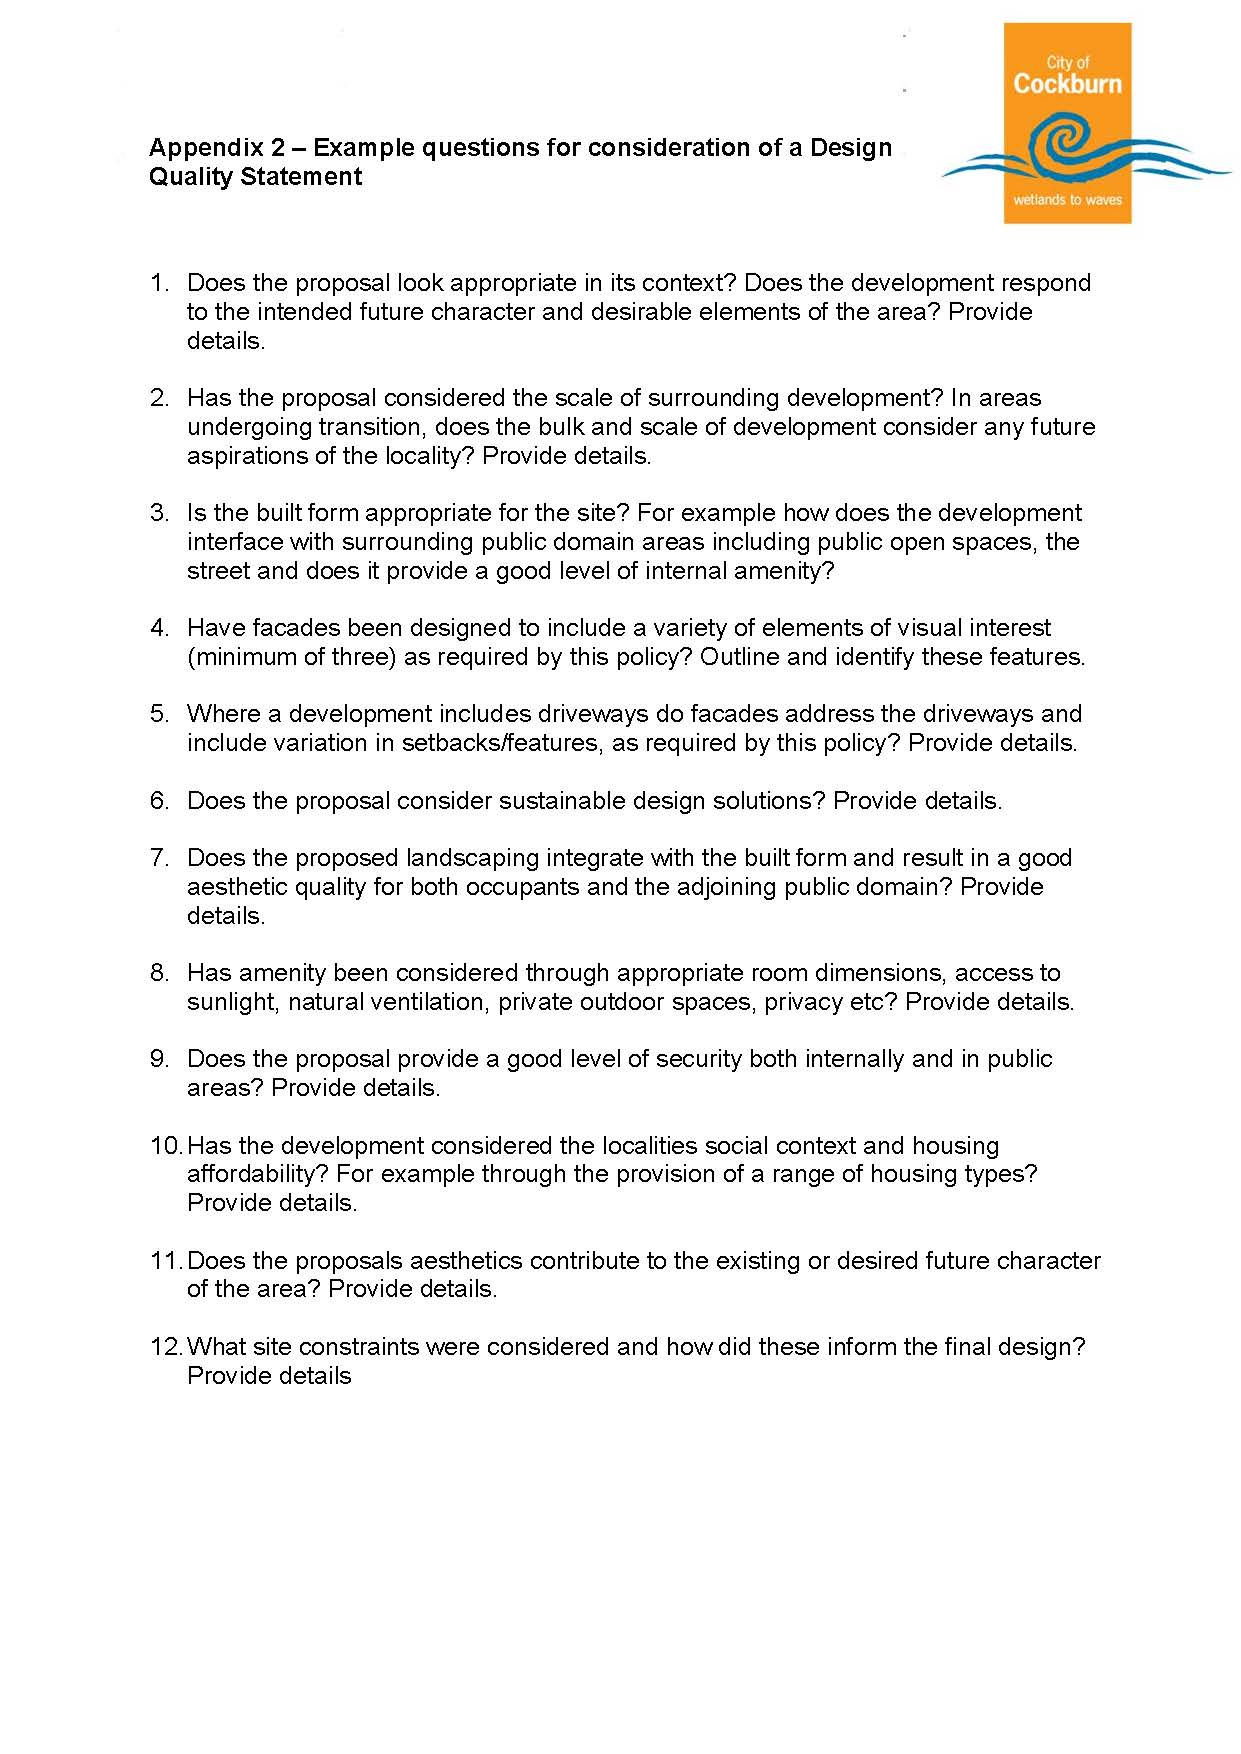 City of
Cockburn
wetlands to waves
Appendix 2 – Example questions for consideration of a Design
Quality Statement
1. Does the proposal look appropriate in its context? Does the development respond
to the intended future character and desirable elements of the area? Provide
details.
2. Has the proposal considered the scale of surrounding development? In areas
undergoing transition, does the bulk and scale of development consider any future
aspirations of the locality? Provide details.
3. Is the built form appropriate for the site? For example how does the development
interface with surrounding public domain areas including public open spaces, the
street and does it provide a good level of internal amenity?
4. Have facades been designed to include a variety of elements of visual interest
(minimum of three) as required by this policy? Outline and identify these features.
5. Where a development includes driveways do facades address the driveways and
include variation in setbacks/features, as required by this policy? Provide details.
6. Does the proposal consider sustainable design solutions? Provide details.
7. Does the proposed landscaping integrate with the built form and result in a good
aesthetic quality for both occupants and the adjoining public domain? Provide
details.
8. Has amenity been considered through appropriate room dimensions, access to
sunlight, natural ventilation, private outdoor spaces, privacy etc? Provide details.
9. Does the proposal provide a good level of security both internally and in public
areas? Provide details.
10. Has the development considered the localities social context and housing
affordability? For example through the provision of a range of housing types?
Provide details.
11. Does the proposals aesthetics contribute to the existing or desired future character
of the area? Provide details.
12. What site constraints were considered and how did these inform the final design?
Provide details